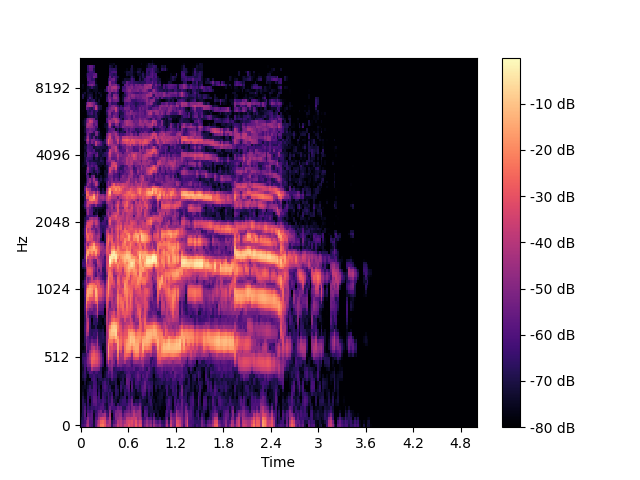 8192
4096
2048
1024
512
0
Hz
0 0.6 1.2 1.8 2.4 3 3.6 4.2 4.8
Time
-10 dB
-20 dB
-30 dB
-40 dB
-50 dB
-60 dB
-70 dB
-80 dB